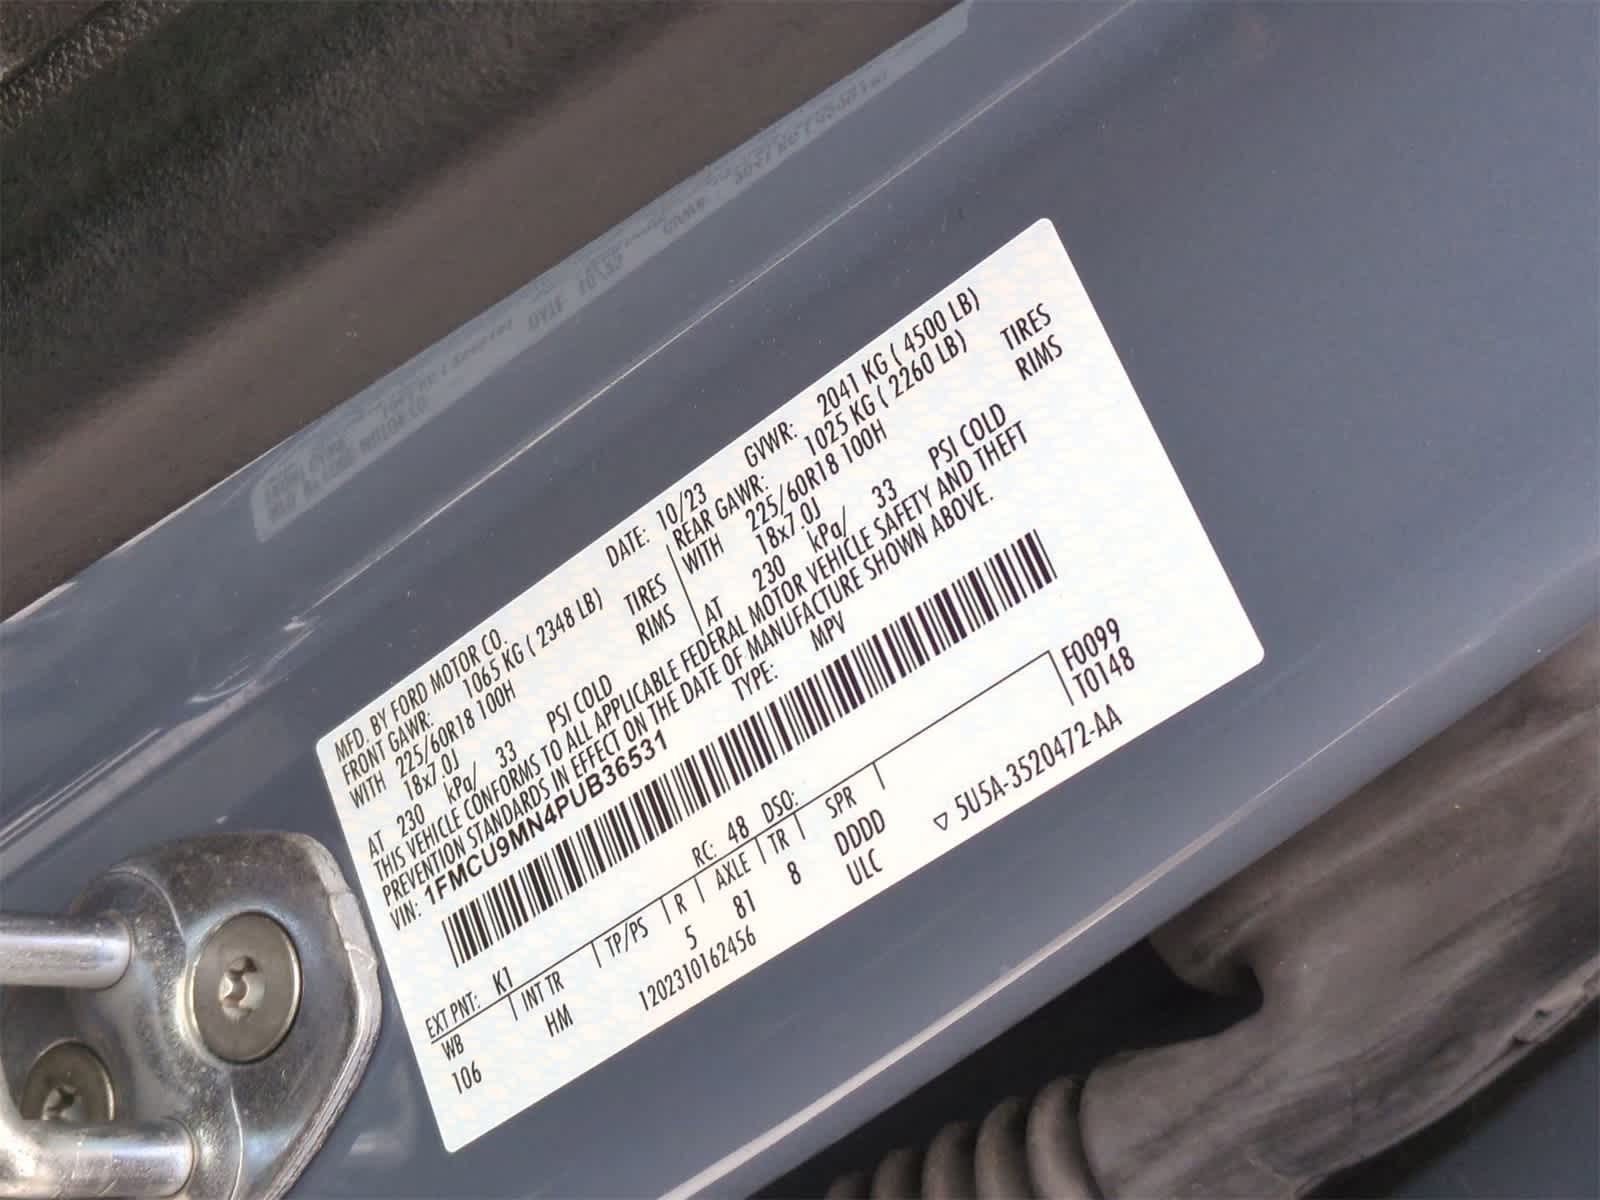 MFD. BY FORD MOTOR CO. DATE: 10/23 GVWR: 2041 KG ( 4500 LB)
FRONT GAWR: 1065 KG ( 2348 LB) REAR GAWR: 1025 KG ( 2260 LB)
WITH 225/60R18 100H TIRES WITH 225/60R18 100H TIRES
18x7.0J RIMS 18x7.0J RIMS
AT 230 kPa/ 33 PSI COLD AT 230 kPa/ 33 PSI COLD
THIS VEHICLE CONFORMS TO ALL APPLICABLE FEDERAL MOTOR VEHICLE SAFETY AND THEFT
PREVENTION STANDARDS IN EFFECT ON THE DATE OF MANUFACTURE SHOWN ABOVE.
VIN: 1FMCU9MN4PUB36531 TYPE: MPV
EXT PNT: K1 RC: 48 DSO: F0099
WB INT TR TP/PS R AXLE TR SPR T0148
106 HM 5 81 8 DDDD
120231016​2456 ULC ▽ 5U5A-3520472-AA